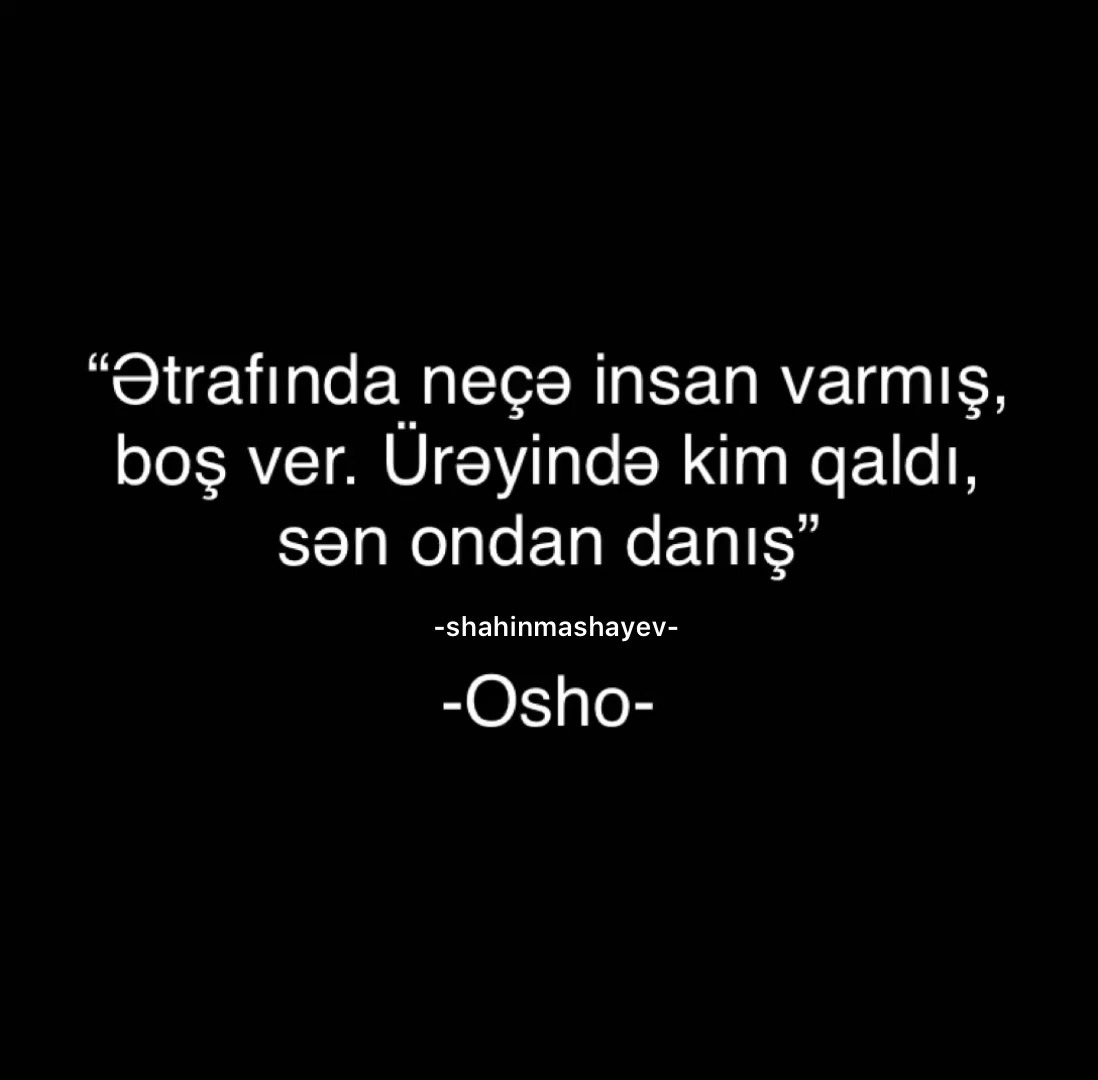 “Ətrafında neçə insan varmış,
boş ver. Ürəyində kim qaldı,
sən ondan danış”
-shahinmashayev-
-Osho-